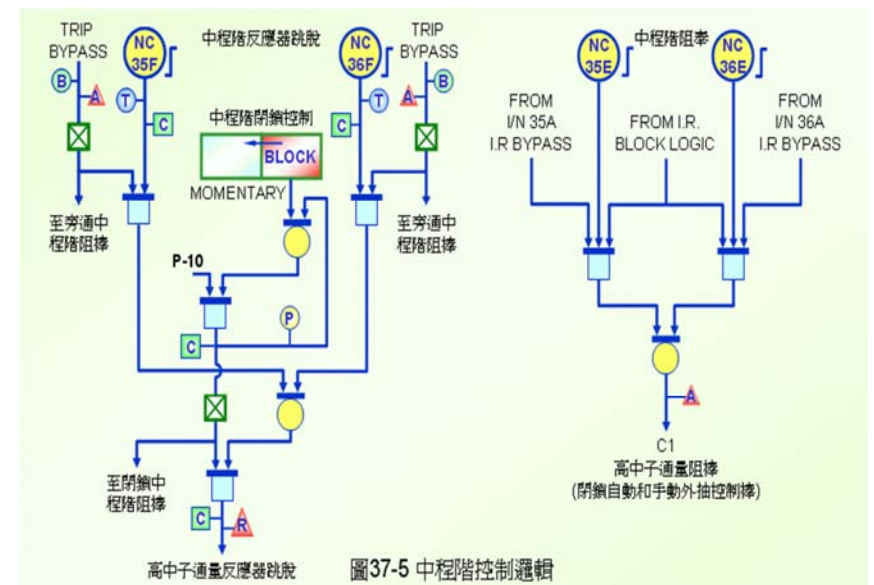 TRIP
BYPASS
B
A
NC
35F
T
C
中程階反應器跳脫
NC
36F
T
C
TRIP
BYPASS
B
A
中程階閉鎖控制
BLOCK
MOMENTARY
至旁通中
程階阻棒
至旁通中
程階阻棒
P-10
P
C
至閉鎖中
程階阻棒
C
R
高中子通量反應器跳脫
NC
35E
中程階阻棒
NC
36E
FROM
I/N 35A
I.R BYPASS
FROM I.R.
BLOCK LOGIC
FROM
I/N 36A
I.R BYPASS
A
C1
高中子通量阻棒
(閉鎖自動和手動外抽控制棒)
圖37-5 中程階控制邏輯